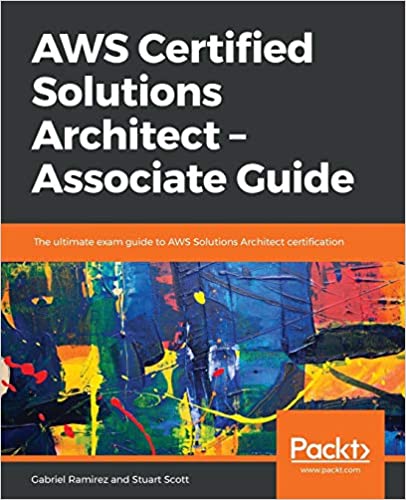 AWS Certified
Solutions
Architect –
Associate Guide
The ultimate exam guide to AWS Solutions Architect certification
Packt>
www.packt.com
Gabriel Ramirez and Stuart Scott